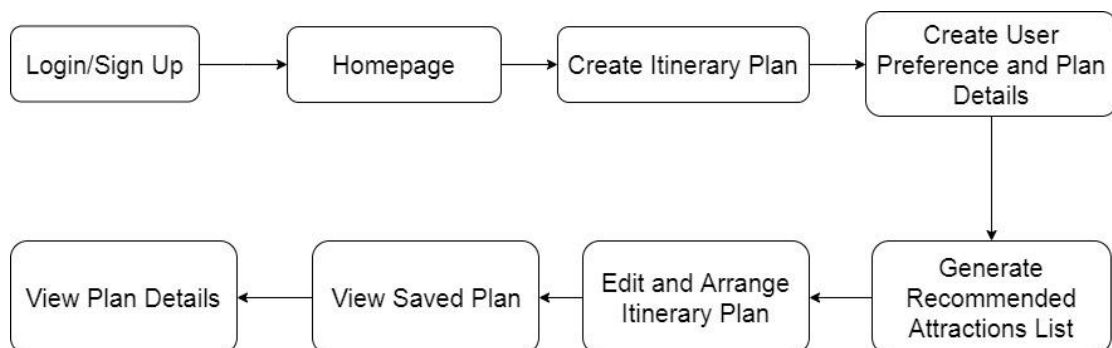 Login/Sign Up
Homepage
Create Itinerary Plan
Create User
Preference and Plan
Details
View Plan Details
View Saved Plan
Edit and Arrange
Itinerary Plan
Generate
Recommended
Attractions List